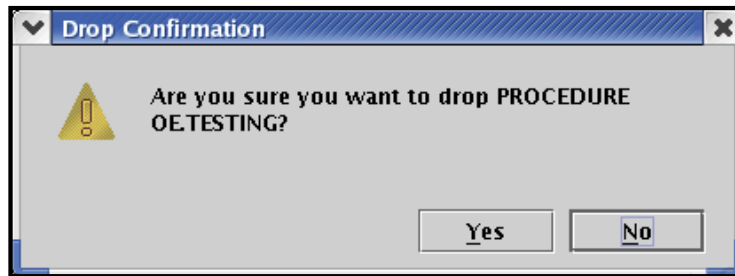 Drop Confirmation
Are you sure you want to drop PROCEDURE
OE.TESTING?
Yes No